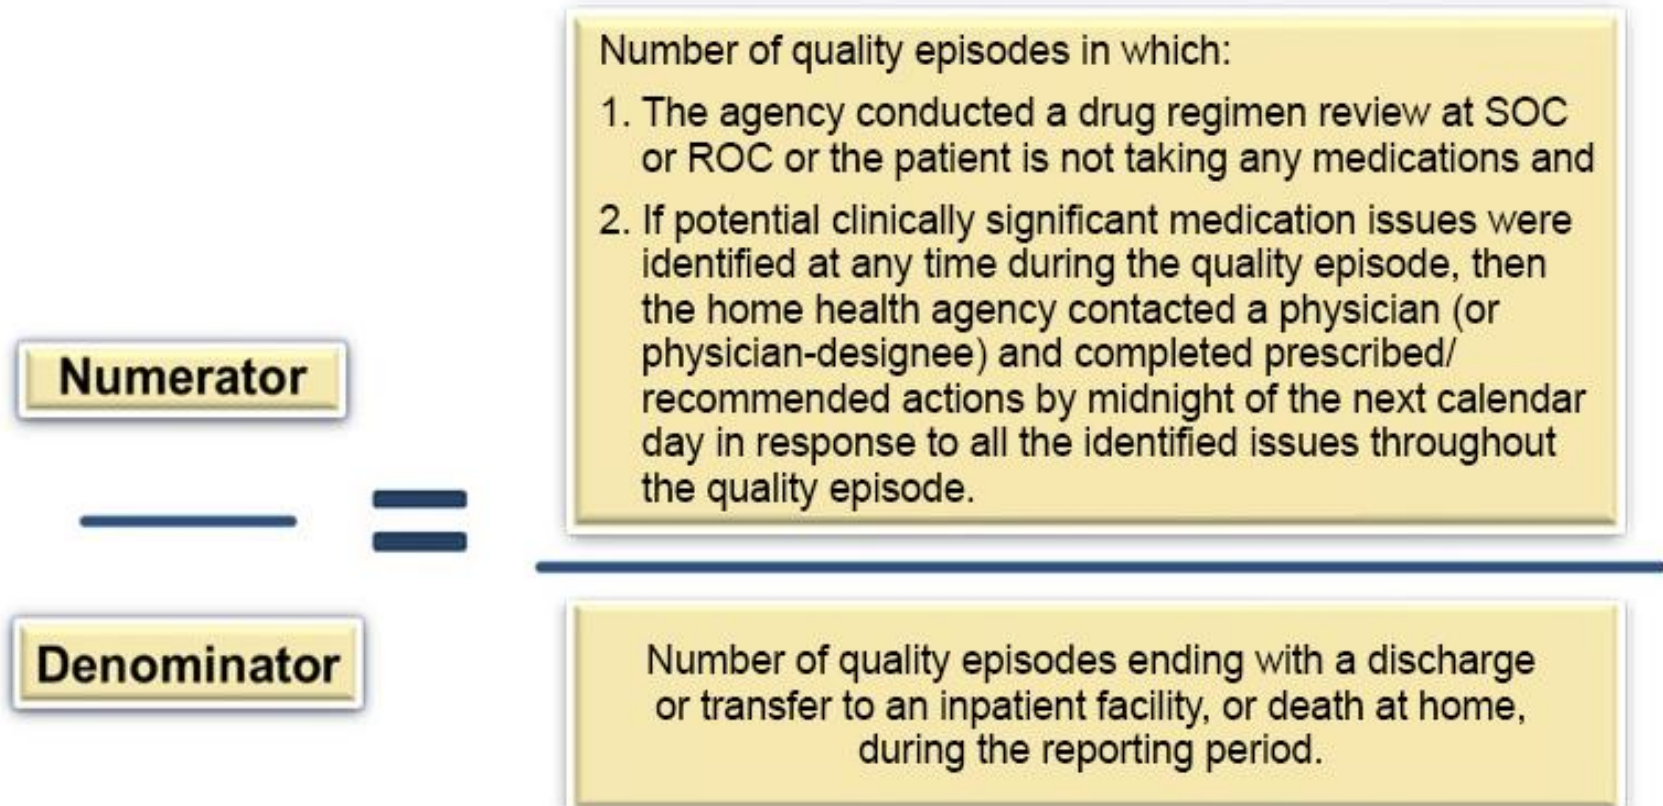 Number of quality episodes in which:
1. The agency conducted a drug regimen review at SOC
or ROC or the patient is not taking any medications and
2. If potential clinically significant medication issues were
identified at any time during the quality episode, then
the home health agency contacted a physician (or
physician-designee) and completed prescribed/
recommended actions by midnight of the next calendar
day in response to all the identified issues throughout
the quality episode.
Numerator
=
Denominator
Number of quality episodes ending with a discharge
or transfer to an inpatient facility, or death at home,
during the reporting period.